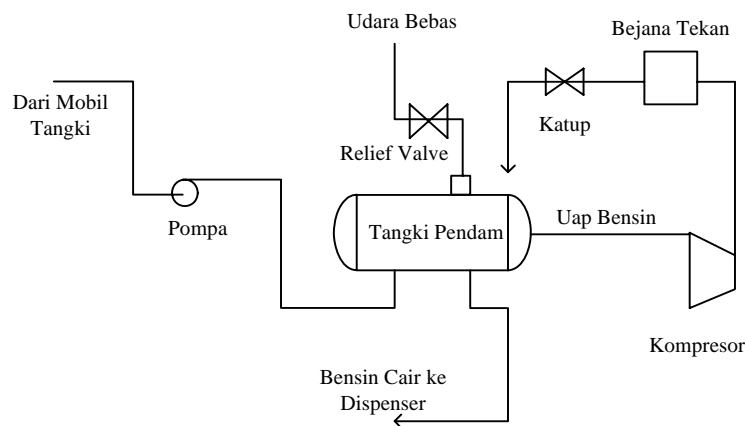 Udara Bebas
Bejana Tekan
Dari Mobil
Tangki
Katup
Relief Valve
Pompa
Tangki Pendam
Uap Bensin
Kompresor
Bensin Cair ke
Dispenser